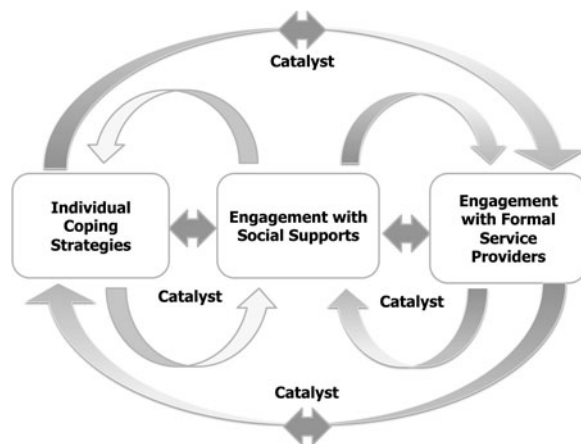 Catalyst
Individual
Coping
Strategies
Engagement with
Social Supports
Engagement
with Formal
Service
Providers
Catalyst
Catalyst
Catalyst